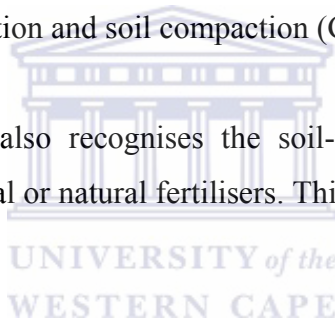 tion and soil compaction (
also recognises the soil-
al or natural fertilisers. Thi
UNIVERSITY of the
WESTERN CAPE